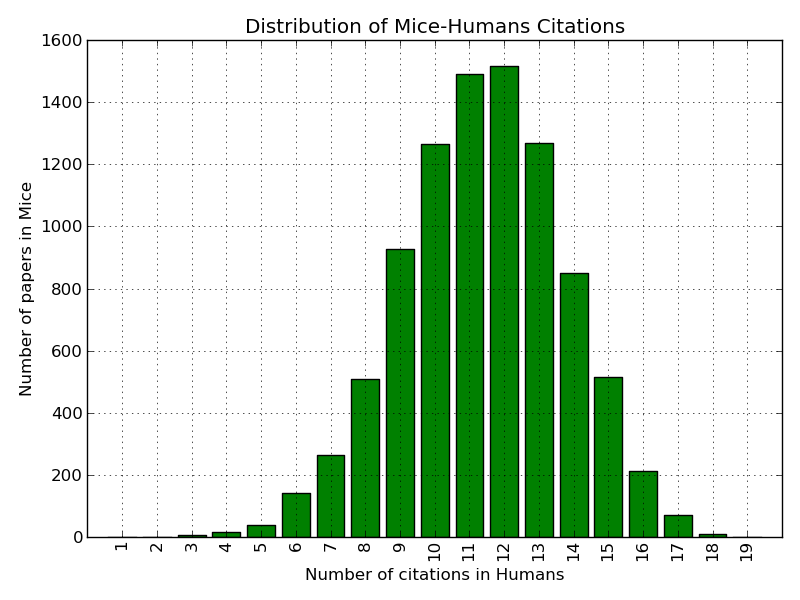 Distribution of Mice-Humans Citations
1600
1400
1200
1000
800
600
400
200
0
Number of papers in Mice
1 2 3 4 5 6 7 8 9 10 11 12 13 14 15 16 17 18 19
Number of citations in Humans